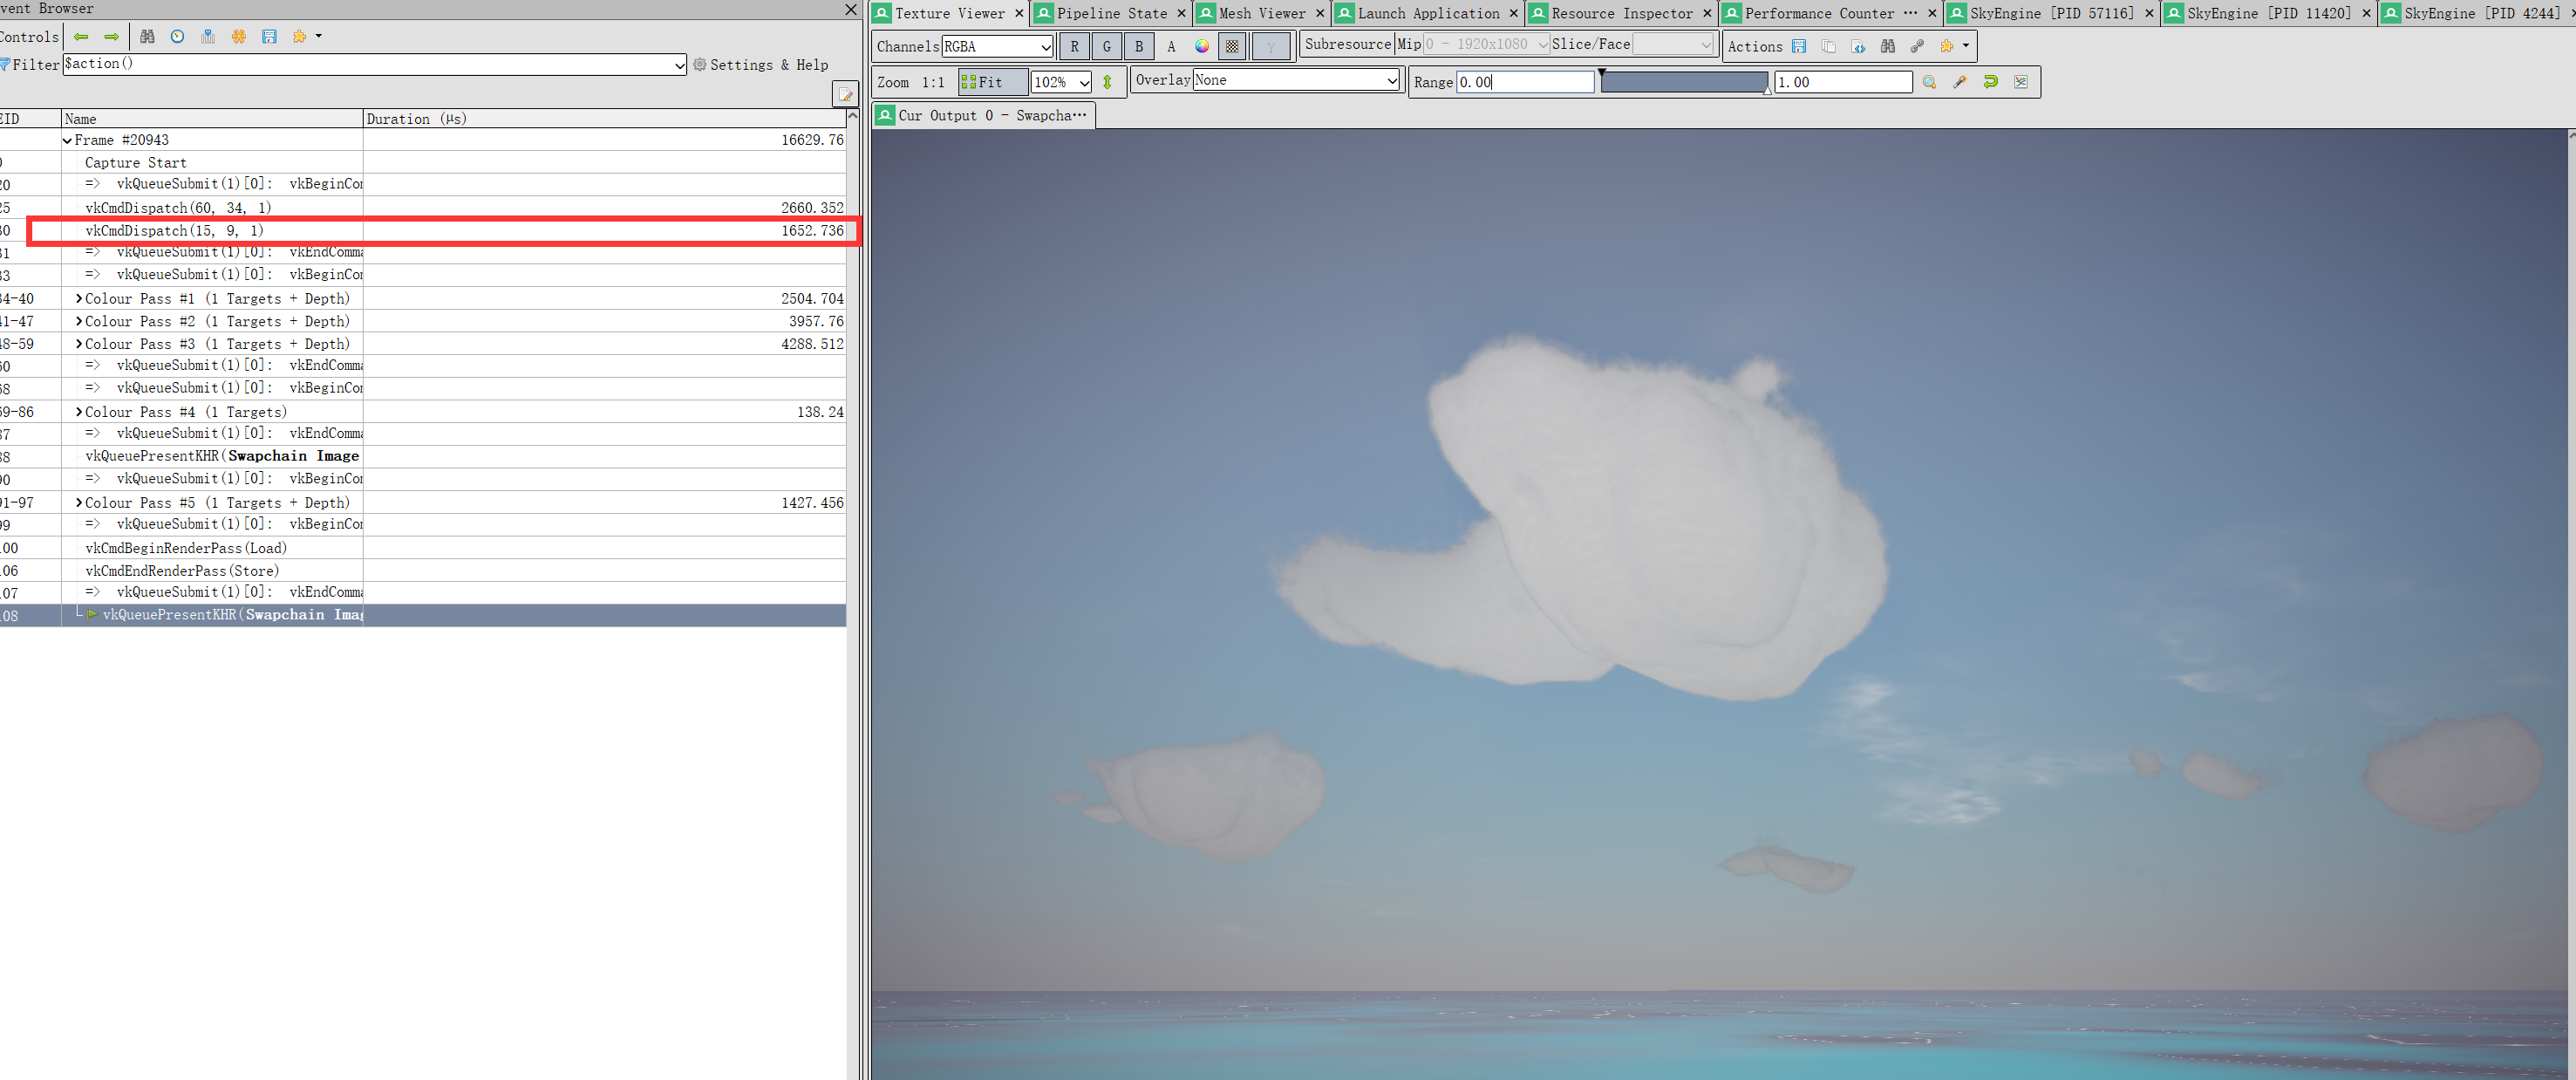 vent Browser
Controls
Filter $action() Settings & Help
EID Name Duration (μs)
Frame #20943 16629.76
0 Capture Start
20 => vkQueueSubmit(1)[0]: vkBeginCo
25 vkCmdDispatch(60, 34, 1) 2660.352
30 vkCmdDispatch(15, 9, 1) 1652.736
31 => vkQueueSubmit(1)[0]: vkEndComma
33 => vkQueueSubmit(1)[0]: vkBeginCo
34-40 Colour Pass #1 (1 Targets + Depth) 2504.704
41-47 Colour Pass #2 (1 Targets + Depth) 3957.76
48-59 Colour Pass #3 (1 Targets + Depth) 4288.512
60 => vkQueueSubmit(1)[0]: vkEndComma
68 => vkQueueSubmit(1)[0]: vkBeginCo
69-86 Colour Pass #4 (1 Targets) 138.24
87 => vkQueueSubmit(1)[0]: vkEndComma
88 vkQueuePresentKHR(Swapchain Image
90 => vkQueueSubmit(1)[0]: vkBeginCo
91-97 Colour Pass #5 (1 Targets + Depth) 1427.456
99 => vkQueueSubmit(1)[0]: vkBeginCo
100 vkCmdBeginRenderPass(Load)
106 vkCmdEndRenderPass(Store)
107 => vkQueueSubmit(1)[0]: vkEndComma
108 vkQueuePresentKHR(Swapchain Imag
Texture Viewer Pipeline State Mesh Viewer Launch Application Resource Inspector Performance Counter ··· SkyEngine [PID 57116] SkyEngine [PID 11420] SkyEngine [PID 4244]
Channels RGBA R G B A γ Subresource Mip 0 - 1920x1080 Slice/Face Actions
Zoom 1:1 Fit 102% Overlay None Range 0.00 1.00
Cur Output 0 - Swapcha···